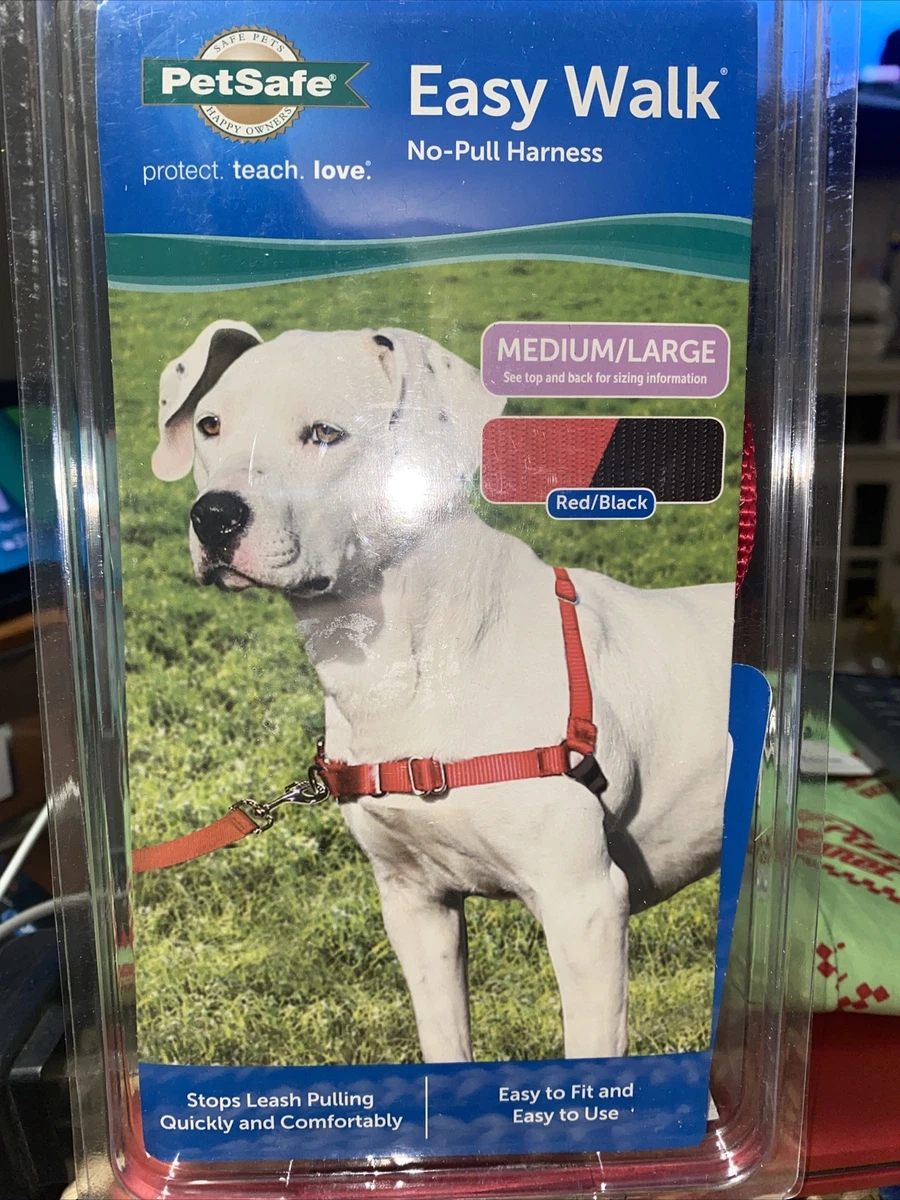 SAFE PETS
PetSafe®
HAPPY OWNERS
protect. teach. love.®
Easy Walk®
No-Pull Harness
MEDIUM/LARGE
See top and back for sizing information
Red/Black
Stops Leash Pulling
Quickly and Comfortably
Easy to Fit and
Easy to Use